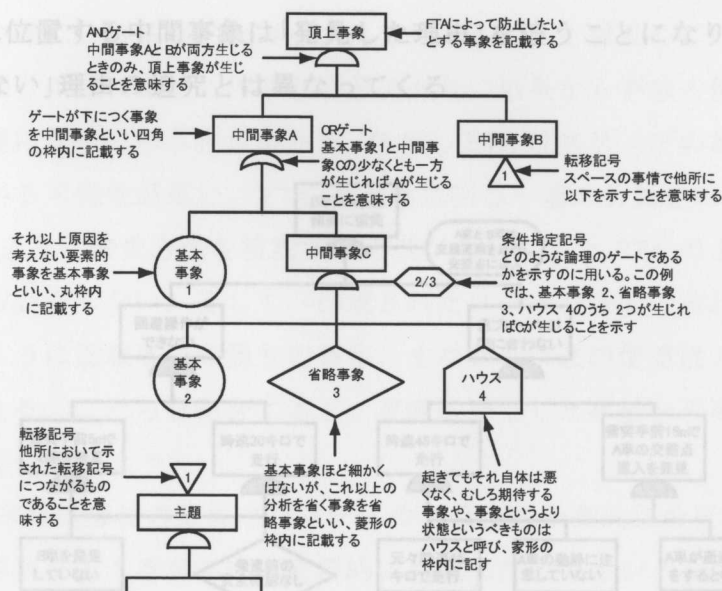 ANDゲート
中間事象AとBが両方生じる
ときのみ、頂上事象が生じ
ることを意味する
頂上事象
FTAによって防止したい
とする事象を記載する
ゲートが下につく事象
を中間事象といい四角
の枠内に記載する
中間事象A
ORゲート
基本事象1と中間事
象Cの少なくとも一方
が生じればAが生じる
ことを意味する
中間事象B
1
転移記号
スペースの事情で他所に
以下を示すことを意味する
それ以上原因を
考えない要素的
事象を基本事象
といい、丸枠内
に記載する
基本
事象
1
中間事象C
2/3
条件指定記号
どのような論理のゲートである
かを示すのに用いる。この例
では、基本事象 2、省略事象
3、ハウス 4のうち 2つが生じれ
ばCが生じることを示す
基本
事象
2
省略事象
3
ハウス
4
転移記号
他所において示
された転移記号
につながるもの
であることを意
味する
1
主題
基本事象ほど細かく
はないが、これ以上の
分析を省く事象を省
略事象といい、菱形の
枠内に記載する
起きてもそれ自体は悪
くなく、むしろ期待する
事象や、事象というより
状態というべきものは
ハウスと呼び、家形の
枠内に記す